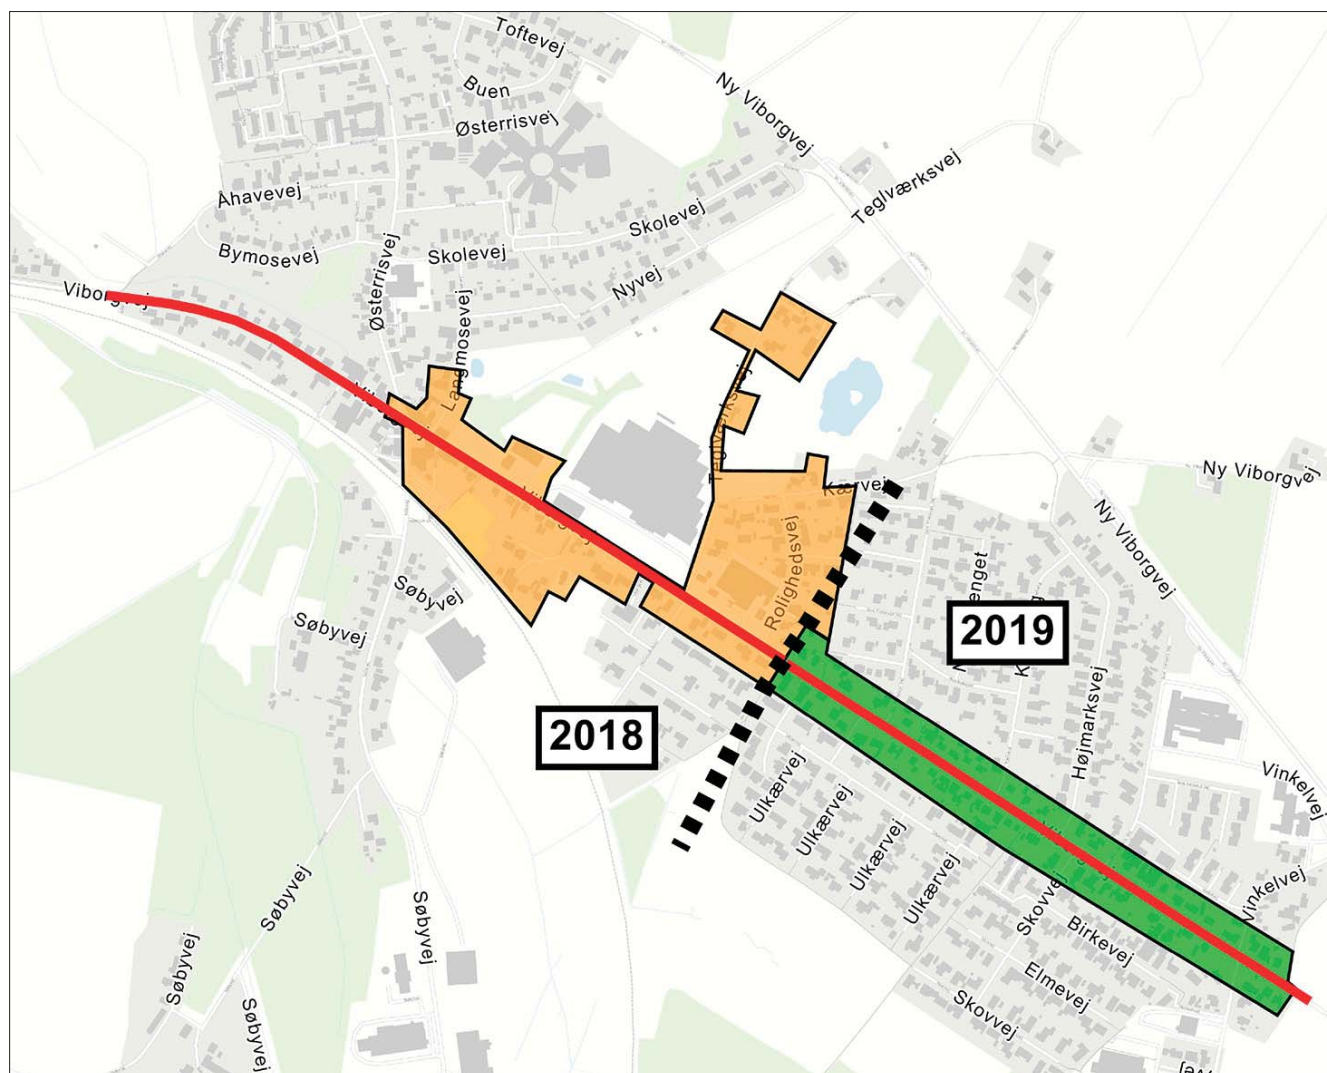 Toftevej
Buen
Østerrisvej
Ny Viborgvej
Teglværksvej
Åhavevej
Skolevej
Bymosevej
Skolevej
Østerrisvej
Nyvej
Viborgvej
Langmosevej
Teglværksvej
Kærvej
Ny Viborgvej
Ny Viborgvej
Rolighedsvej
Søbyvej
Søbyvej
2019
2018
Højmarksvej
Vinkelvej
Ulkærvej
Ulkærvej
Ulkærvej
Ulkærvej
Vinkelvej
Skovvej
Birkevej
Søbyvej
Søbyvej
Søbyvej
Elmevej
Skovvej
Søbyvej